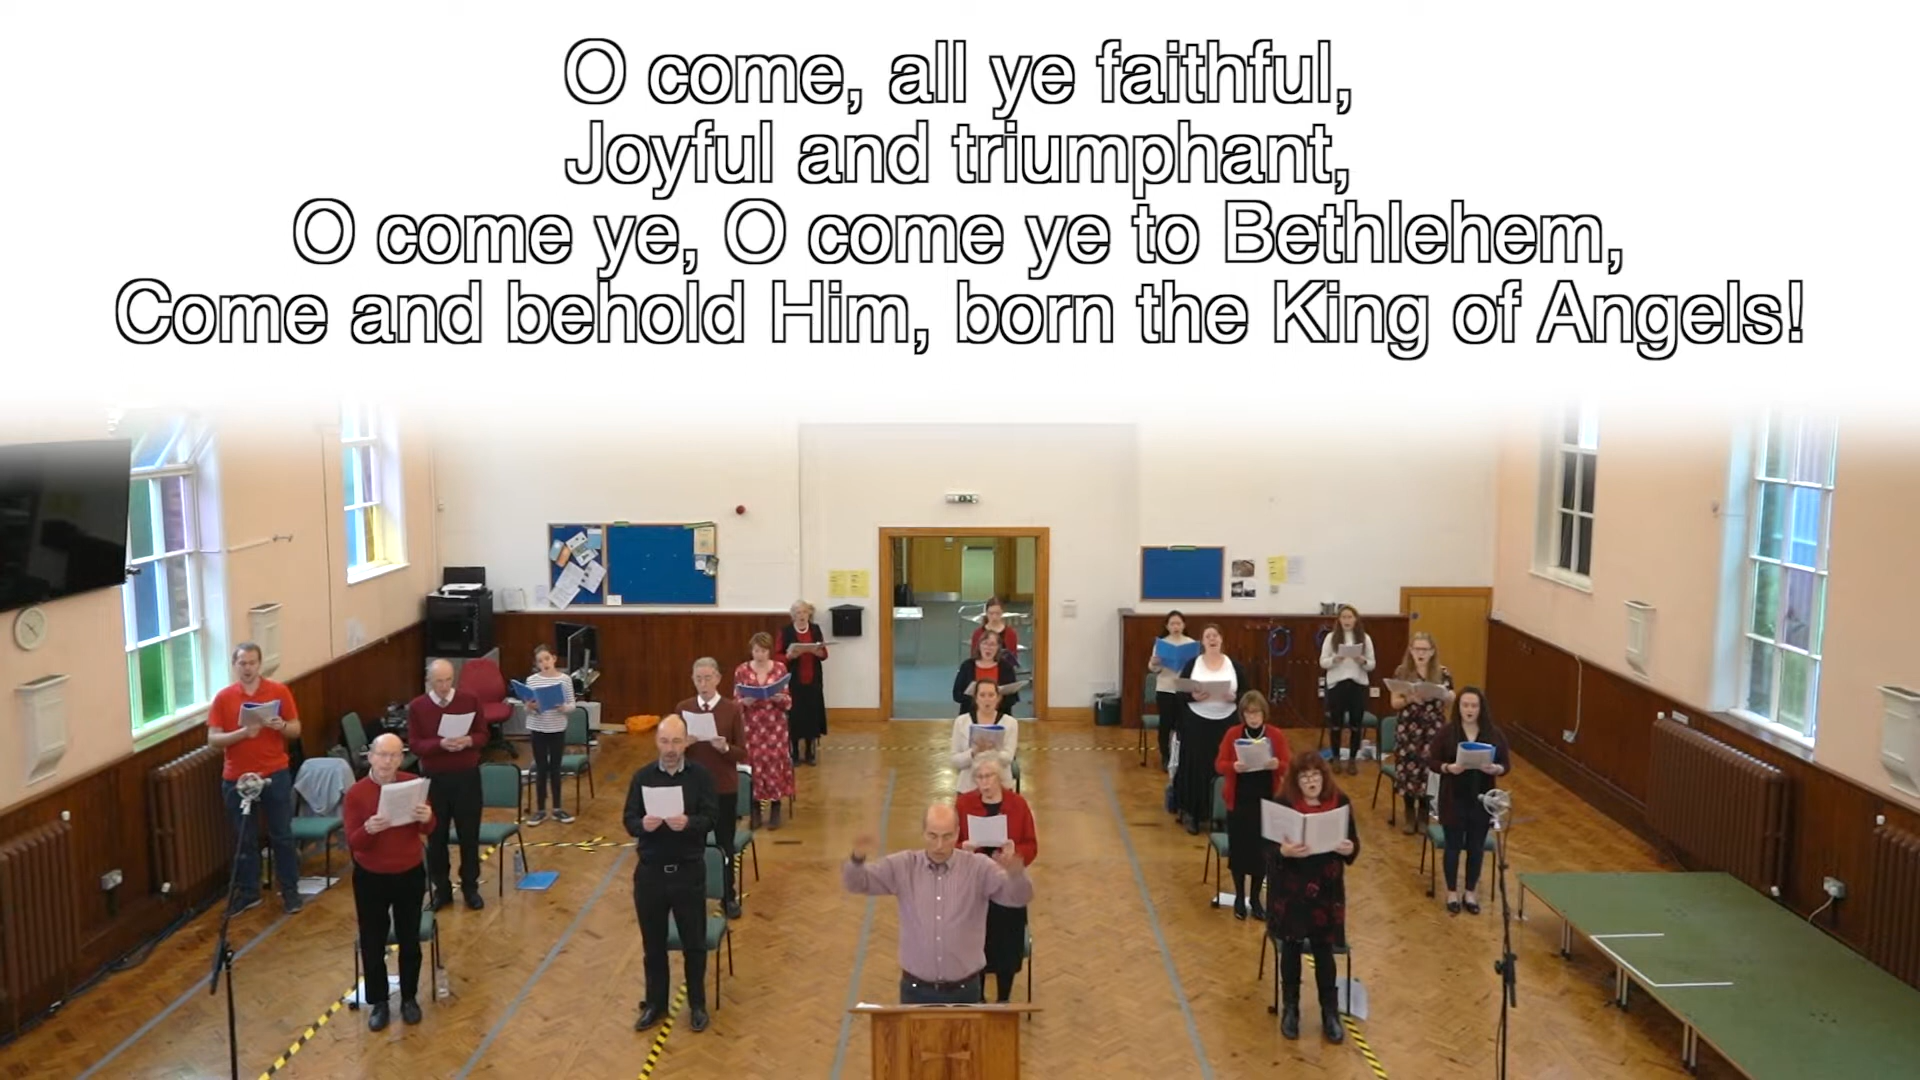 O come, all ye faithful,
Joyful and triumphant,
O come ye, O come ye to Bethlehem,
Come and behold Him, born the King of Angels!